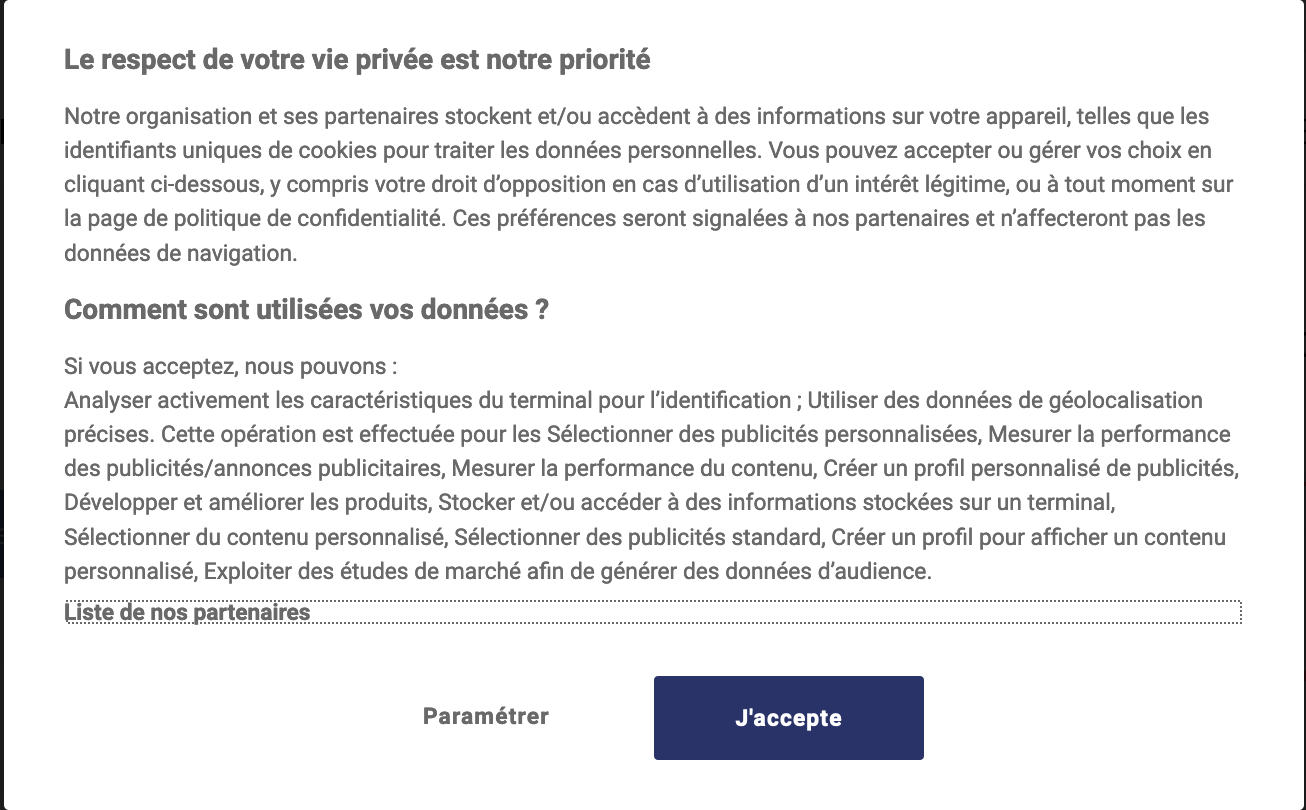 Le respect de votre vie privée est notre priorité
Notre organisation et ses partenaires stockent et/ou accèdent à des informations sur votre appareil, telles que les
identifiants uniques de cookies pour traiter les données personnelles. Vous pouvez accepter ou gérer vos choix en
cliquant ci-dessous, y compris votre droit d’opposition en cas d’utilisation d’un intérêt légitime, ou à tout moment sur
la page de politique de confidentialité. Ces préférences seront signalées à nos partenaires et n’affecteront pas les
données de navigation.
Comment sont utilisées vos données ?
Si vous acceptez, nous pouvons :
Analyser activement les caractéristiques du terminal pour l’identification ; Utiliser des données de géolocalisation
précises. Cette opération est effectuée pour les Sélectionner des publicités personnalisées, Mesurer la performance
des publicités/annonces publicitaires, Mesurer la performance du contenu, Créer un profil personnalisé de publicités,
Développer et améliorer les produits, Stocker et/ou accéder à des informations stockées sur un terminal,
Sélectionner du contenu personnalisé, Sélectionner des publicités standard, Créer un profil pour afficher un contenu
personnalisé, Exploiter des études de marché afin de générer des données d’audience.
Liste de nos partenaires
Paramétrer
J'accepte